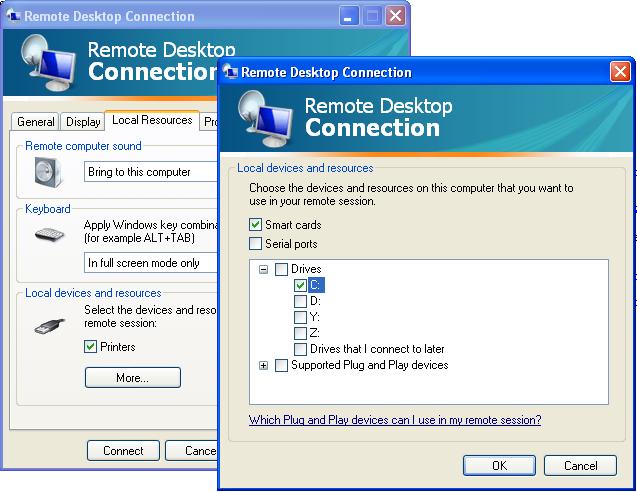 Remote Desktop Connection
Remote Desktop
Connection
General
Display
Local Resources
Remote computer sound
Bring to this computer
Keyboard
Apply Windows key
(for example ALT+TAB)
In full screen mode only
Local devices and resources
Select the devices and
remote session:
Printers
More...
Connect
Remote Desktop Connection
Remote Desktop
Connection
Local devices and resources
Choose the devices and resources on this computer that you want to
use in your remote session.
Smart cards
Serial ports
Drives
C:
D:
Y:
Z:
Drives that I connect to later
Supported Plug and Play devices
Which Plug and Play devices can I use in my remote session?
OK
Cancel